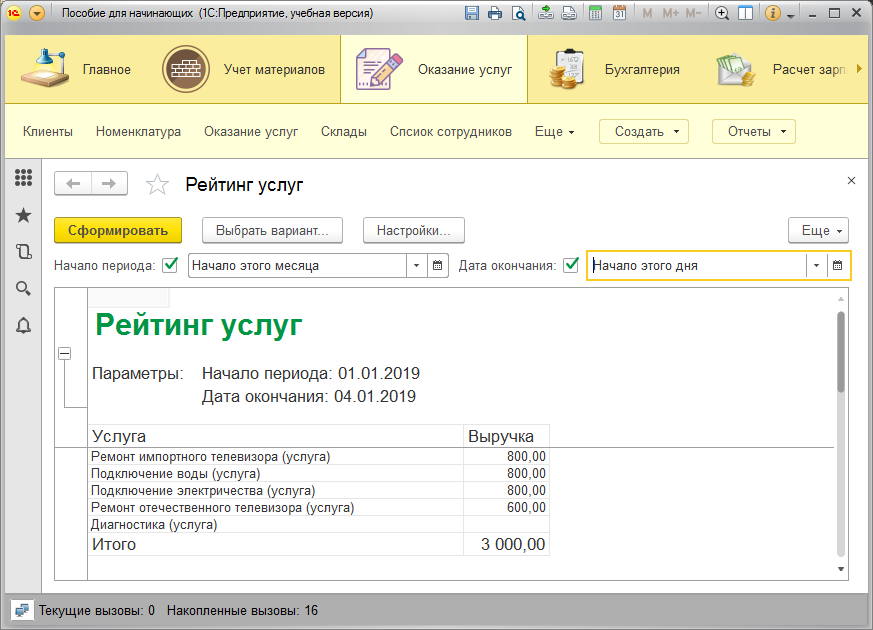 Пособие для начинающих (1С:Предприятие, учебная версия) 31 M M+ M-
Главное Учет материалов Оказание услуг Бухгалтерия Расчет зарп
Клиенты Номенклатура Оказание услуг Склады Спсиок сотрудников Еще Создать Отчеты
Рейтинг услуг
Сформировать Выбрать вариант... Настройки... Еще
Начало периода: Начало этого месяца Дата окончания: Начало этого дня
Рейтинг услуг
Параметры: Начало периода: 01.01.2019
Дата окончания: 04.01.2019
Услуга Выручка
Ремонт импортного телевизора (услуга) 800,00
Подключение воды (услуга) 800,00
Подключение электричества (услуга) 800,00
Ремонт отечественного телевизора (услуга) 600,00
Диагностика (услуга)
Итого 3 000,00
Текущие вызовы: 0 Накопленные вызовы: 16